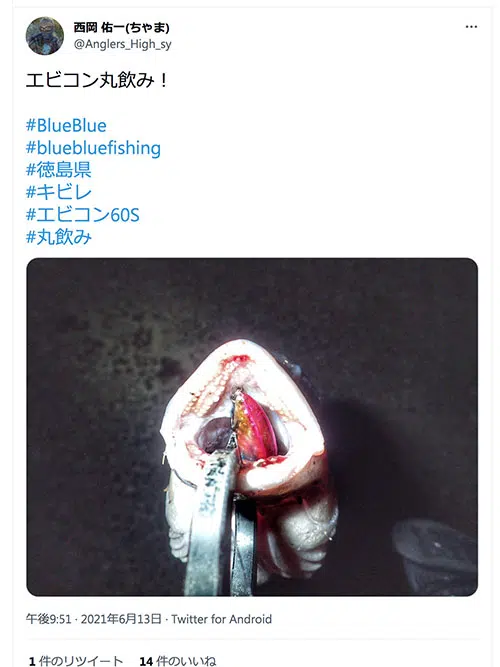 西岡 佑一(ちゃま)
@Anglers_High_sy
エビコン丸飲み！
#BlueBlue
#bluebluefishing
#徳島県
#キビレ
#エビコン60S
#丸飲み
午後9:51 · 2021年6月13日 · Twitter for Android
1 件のリツイート 14 件のいいね